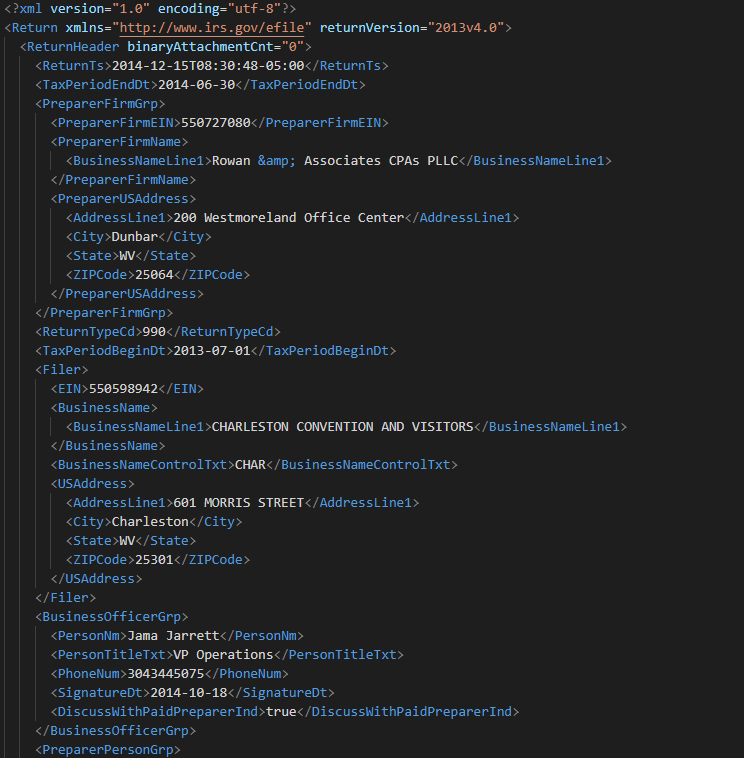 <?xml version="1.0" encoding="utf-8"?>
<Return xmlns="http://www.irs.gov/efile" returnVersion="2013v4.0">
<ReturnHeader binaryAttachmentCnt="0">
<ReturnTs>2014-12-15T08:30:48-05:00</ReturnTs>
<TaxPeriodEndDt>2014-06-30</TaxPeriodEndDt>
<PreparerFirmGrp>
<PreparerFirmEIN>550727080</PreparerFirmEIN>
<PreparerFirmName>
<BusinessNameLine1>Rowan &amp; Associates CPAs PLLC</BusinessNameLine1>
</PreparerFirmName>
<PreparerUSAddress>
<AddressLine1>200 Westmoreland Office Center</AddressLine1>
<City>Dunbar</City>
<State>WV</State>
<ZIPCode>25064</ZIPCode>
</PreparerUSAddress>
</PreparerFirmGrp>
<ReturnTypeCd>990</ReturnTypeCd>
<TaxPeriodBeginDt>2013-07-01</TaxPeriodBeginDt>
<Filer>
<EIN>550598942</EIN>
<BusinessName>
<BusinessNameLine1>CHARLESTON CONVENTION AND VISITORS</BusinessNameLine1>
</BusinessName>
<BusinessNameControlTxt>CHAR</BusinessNameControlTxt>
<USAddress>
<AddressLine1>601 MORRIS STREET</AddressLine1>
<City>Charleston</City>
<State>WV</State>
<ZIPCode>25301</ZIPCode>
</USAddress>
</Filer>
<BusinessOfficerGrp>
<PersonNm>Jama Jarrett</PersonNm>
<PersonTitleTxt>VP Operations</PersonTitleTxt>
<PhoneNum>3043445075</PhoneNum>
<SignatureDt>2014-10-18</SignatureDt>
<DiscussWithPaidPreparerInd>true</DiscussWithPaidPreparerInd>
</BusinessOfficerGrp>
<PreparerPersonGrp>